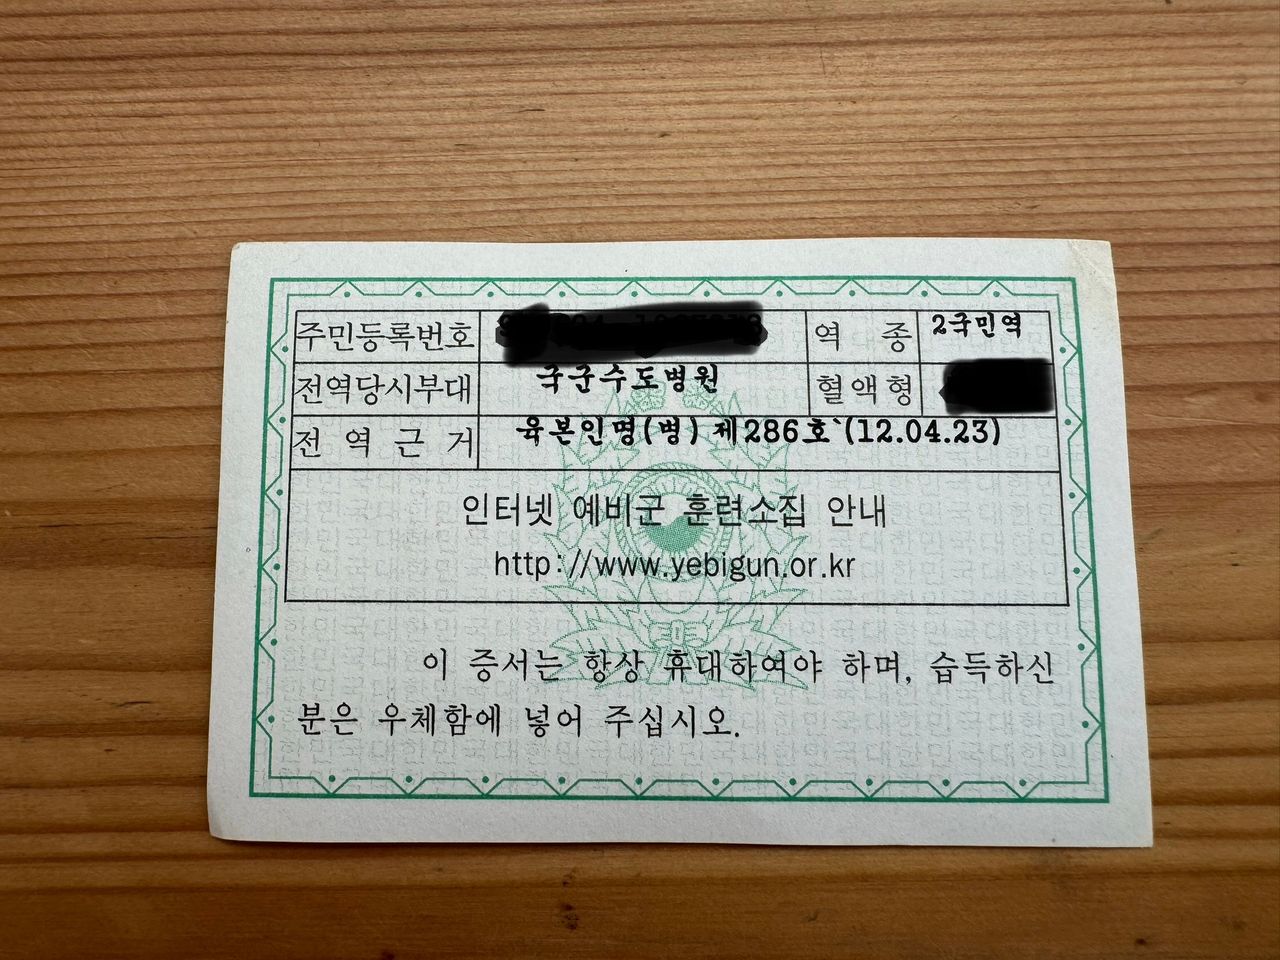 주민등록번호 역 종 2국민역
전역당시부대 국군수도병원 혈액형
전 역 근 거 육본인명(병) 제286호`(12.04.23)
인터넷 예비군 훈련소집 안내
http://www.yebigun.or.kr
이 증서는 항상 휴대하여야 하며, 습득하신
분은 우체함에 넣어 주십시오.